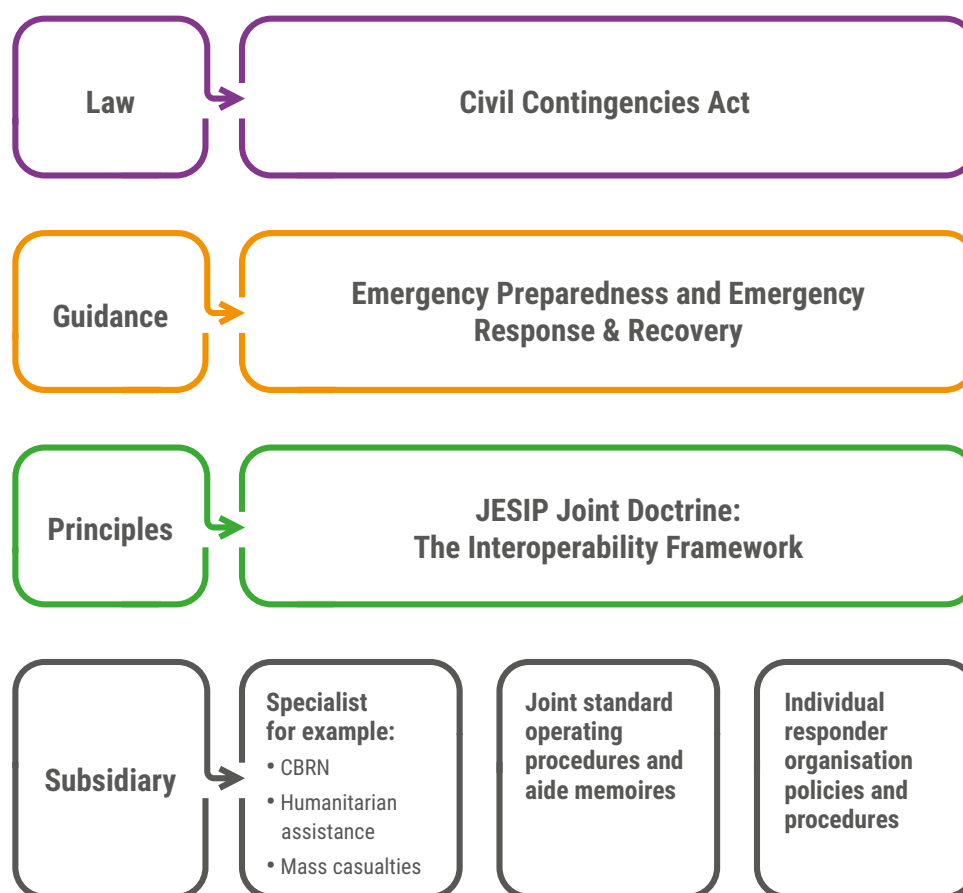 Law
Civil Contingencies Act
Guidance
Emergency Preparedness and Emergency
Response & Recovery
Principles
JESIP Joint Doctrine:
The Interoperability Framework
Subsidiary
Specialist
for example:
• CBRN
• Humanitarian
assistance
• Mass casualties
Joint standard
operating
procedures and
aide memoires
Individual
responder
organisation
policies and
procedures